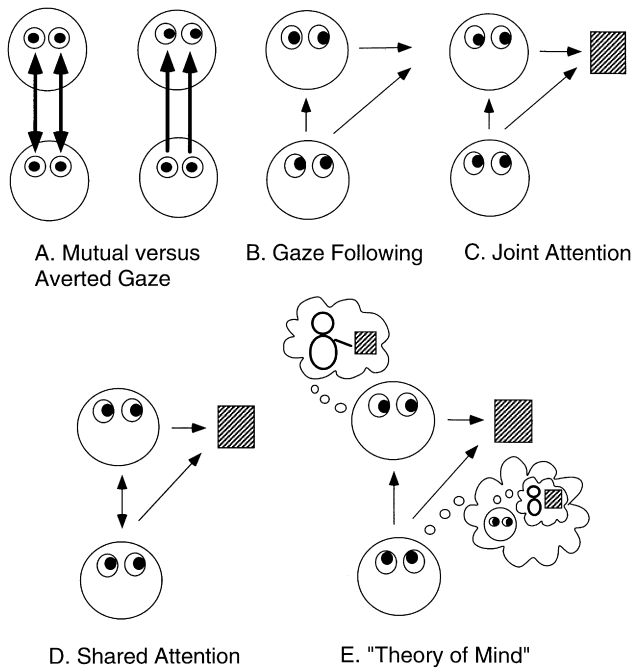 A. Mutual versus
Averted Gaze
B. Gaze Following
C. Joint Attention
D. Shared Attention
E. "Theory of Mind"